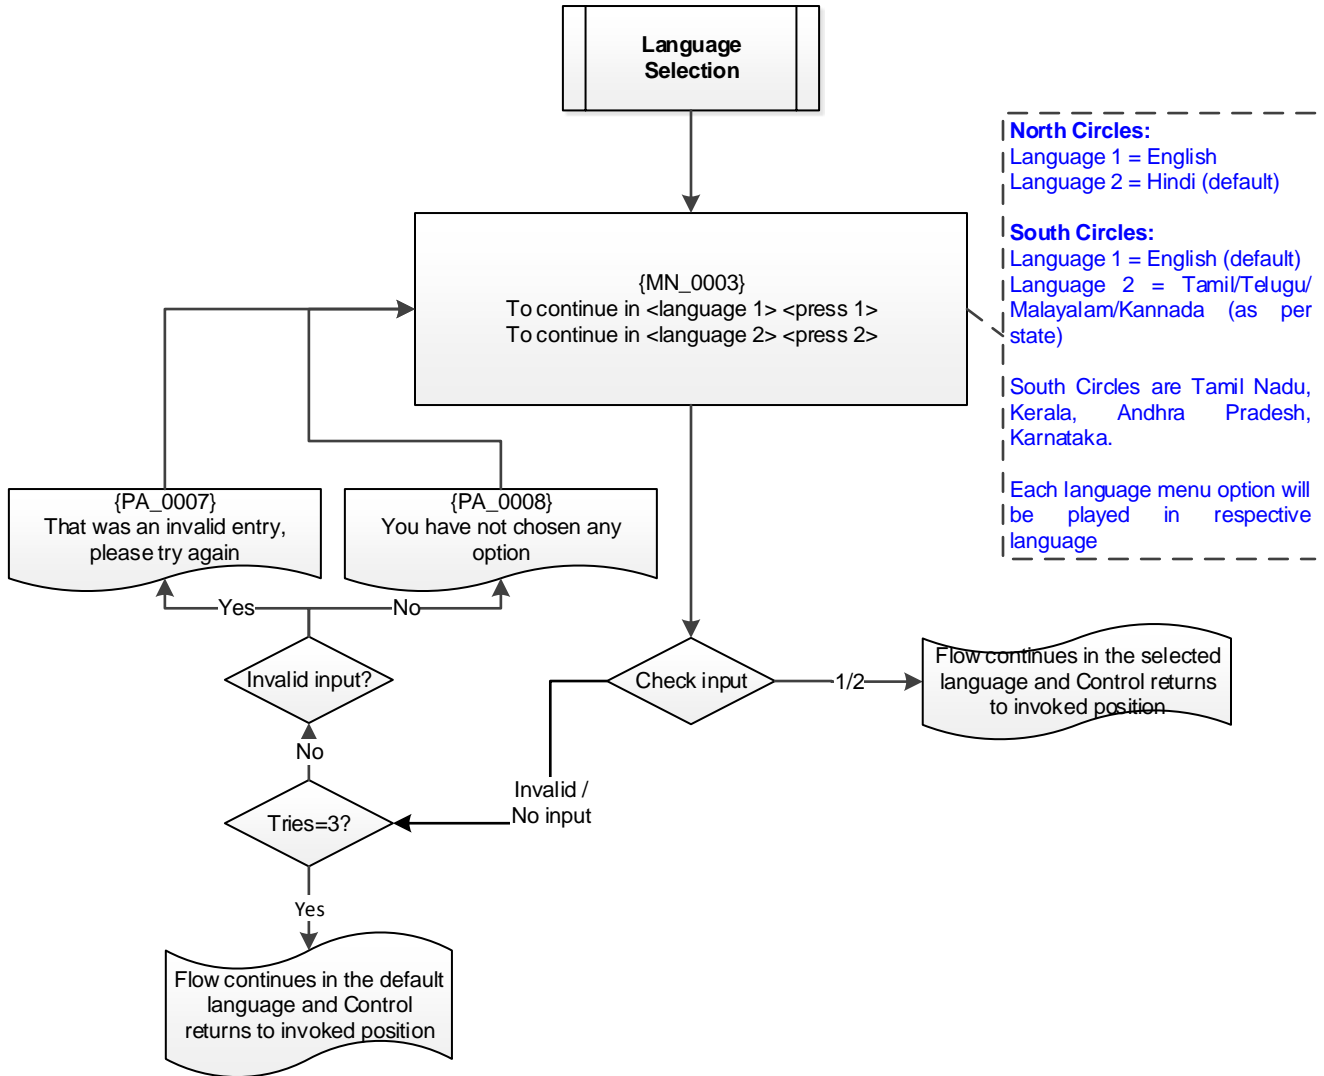 Language
Selection
North Circles:
Language 1 = English
Language 2 = Hindi (default)
South Circles:
Language 1 = English (default)
Language 2 = Tamil/Telugu/
Malayalam/Kannada (as per
state)
South Circles are Tamil Nadu,
Kerala, Andhra Pradesh,
Karnataka.
Each language menu option will
be played in respective
language
{MN_0003}
To continue in <language 1> <press 1>
To continue in <language 2> <press 2>
{PA_0007}
That was an invalid entry,
please try again
{PA_0008}
You have not chosen any
option
Yes
No
Invalid input?
Check input
1/2
Flow continues in the selected
language and Control returns
to invoked position
No
Invalid /
No input
Tries=3?
Yes
Flow continues in the default
language and Control
returns to invoked position